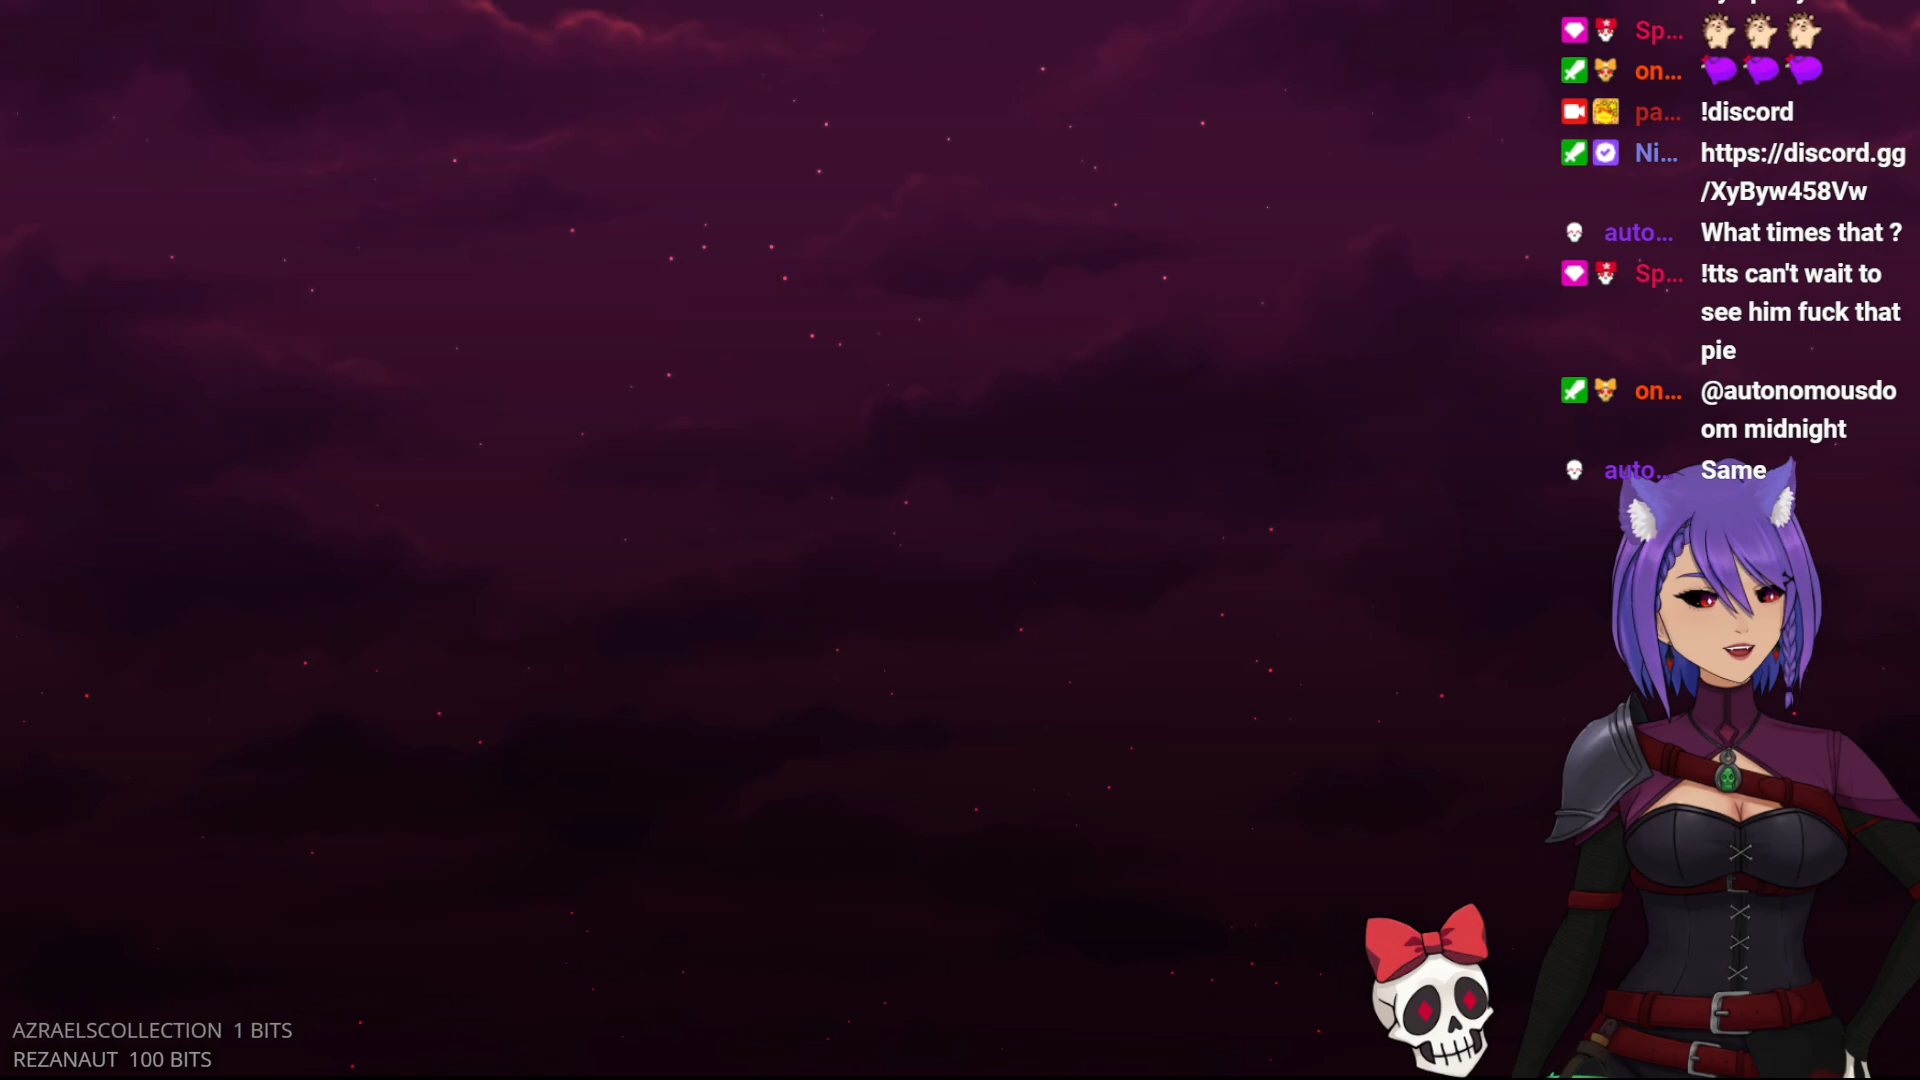 Sp... 
on...
pa... !discord
Ni... https://discord.gg
/XyByw458Vw
auto... What times that ?
Sp... !tts can't wait to
see him fuck that
pie
on... @autonomousdo
om midnight
auto... Same
AZRAELSCOLLECTION 1 BITS
REZANAUT 100 BITS